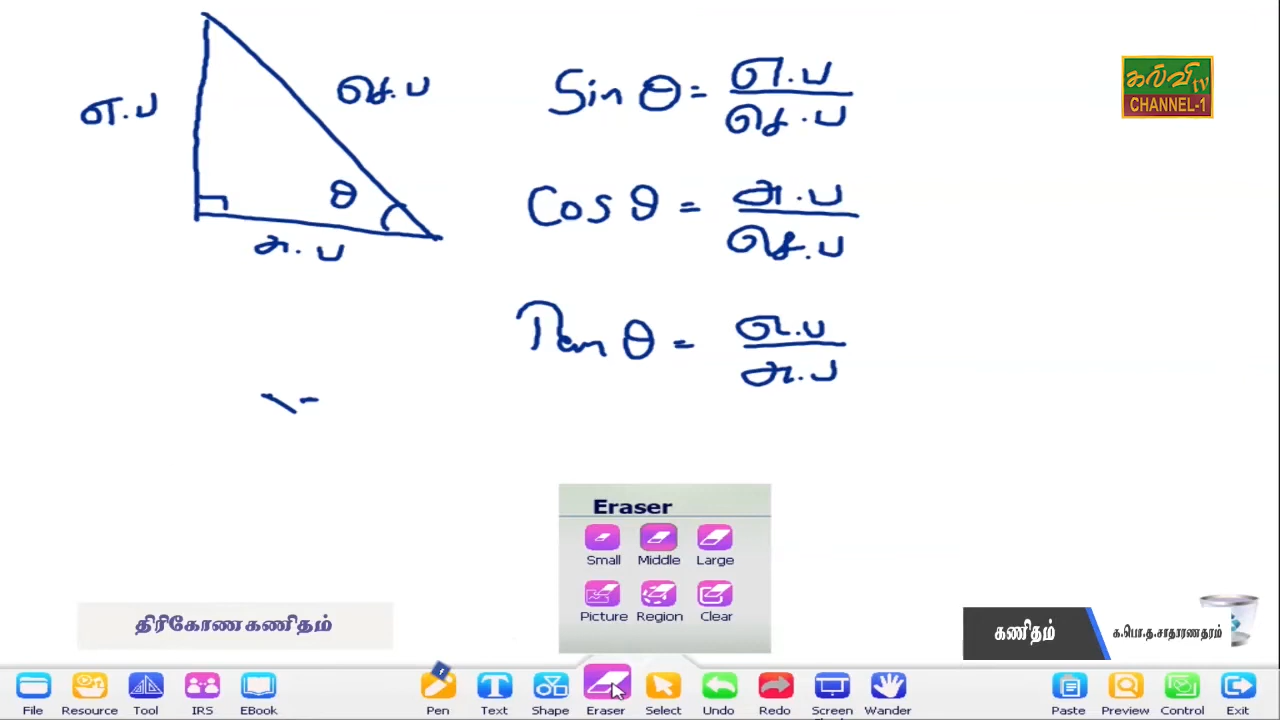 எ.ப
செ.ப
θ
அ.ப
Sin θ = எ.ப / செ.ப
Cos θ = அ.ப / செ.ப
Tan θ = எ.ப / அ.ப
கல்வி tv
CHANNEL-1
Eraser
Small Middle Large
Picture Region Clear
திரிகோணகணிதம்
கணிதம்
க.பொ.த.சாதாரணதரம்
File Resource Tool IRS EBook Pen Text Shape Eraser Select Undo Redo Screen Wander Paste Preview Control Exit